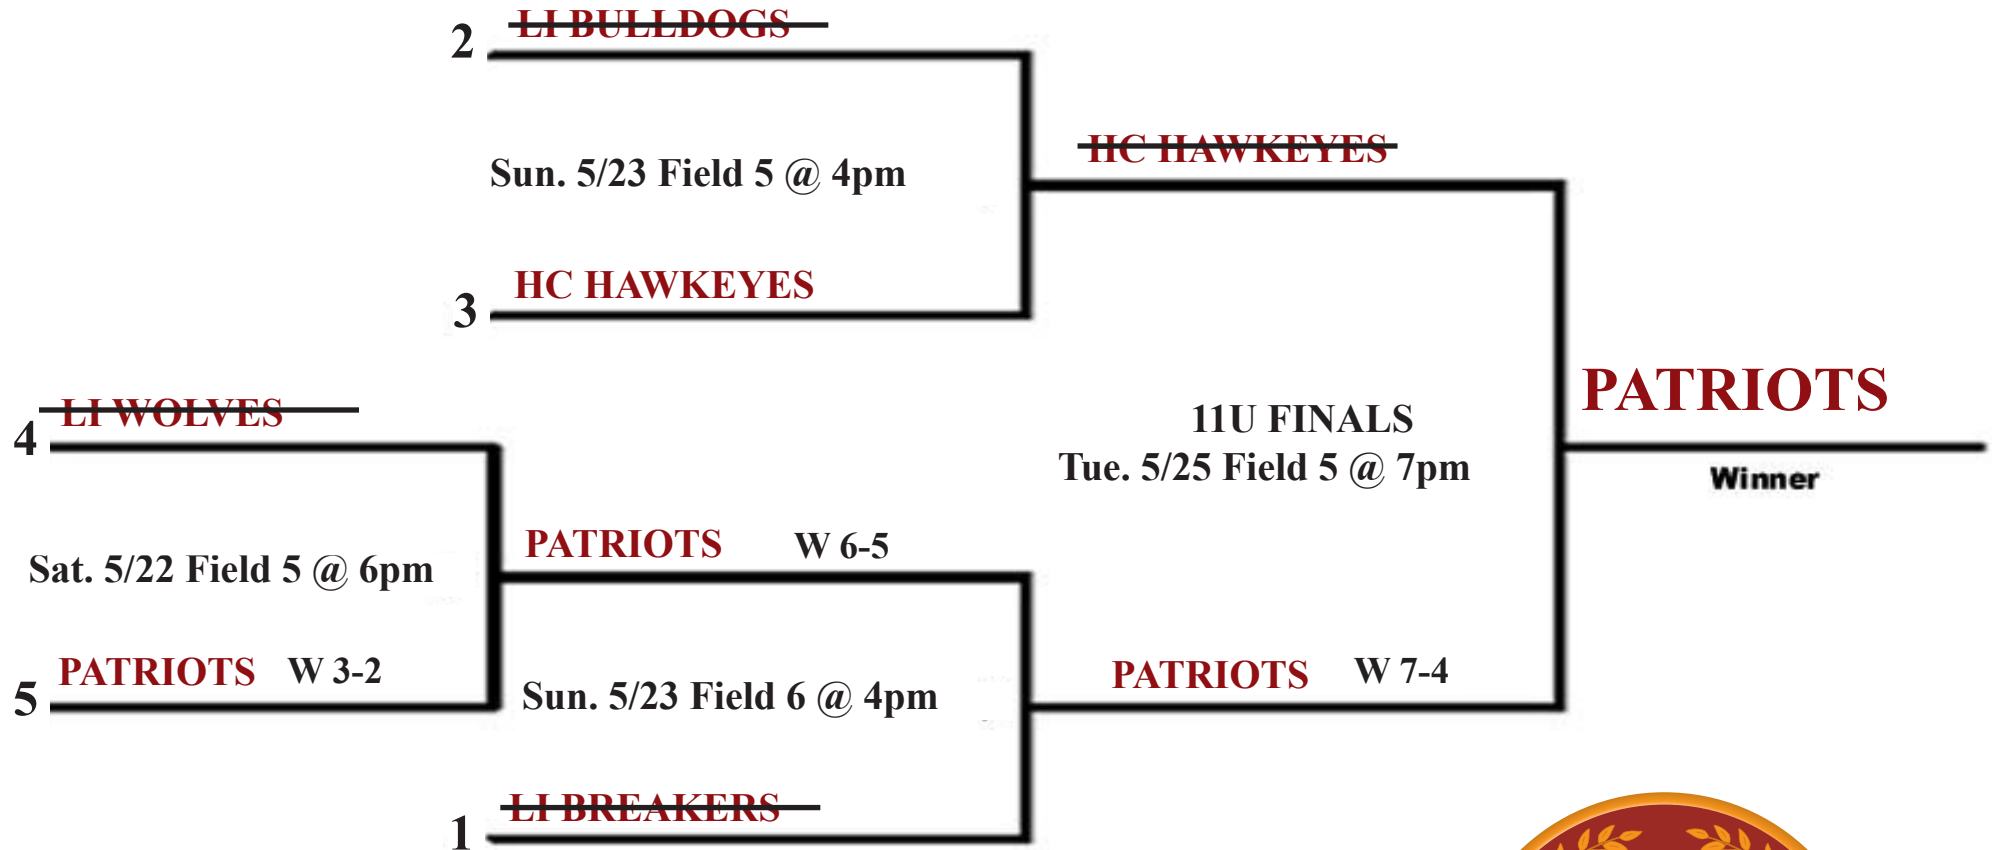 LI BULLDOGS
2
HC HAWKEYES
Sun. 5/23 Field 5 @ 4pm
HC HAWKEYES
3
PATRIOTS
LI WOLVES
4
11U FINALS
Tue. 5/25 Field 5 @ 7pm
Winner
PATRIOTS W 6-5
Sat. 5/22 Field 5 @ 6pm
PATRIOTS W 3-2
5
Sun. 5/23 Field 6 @ 4pm
PATRIOTS W 7-4
LI BREAKERS
1